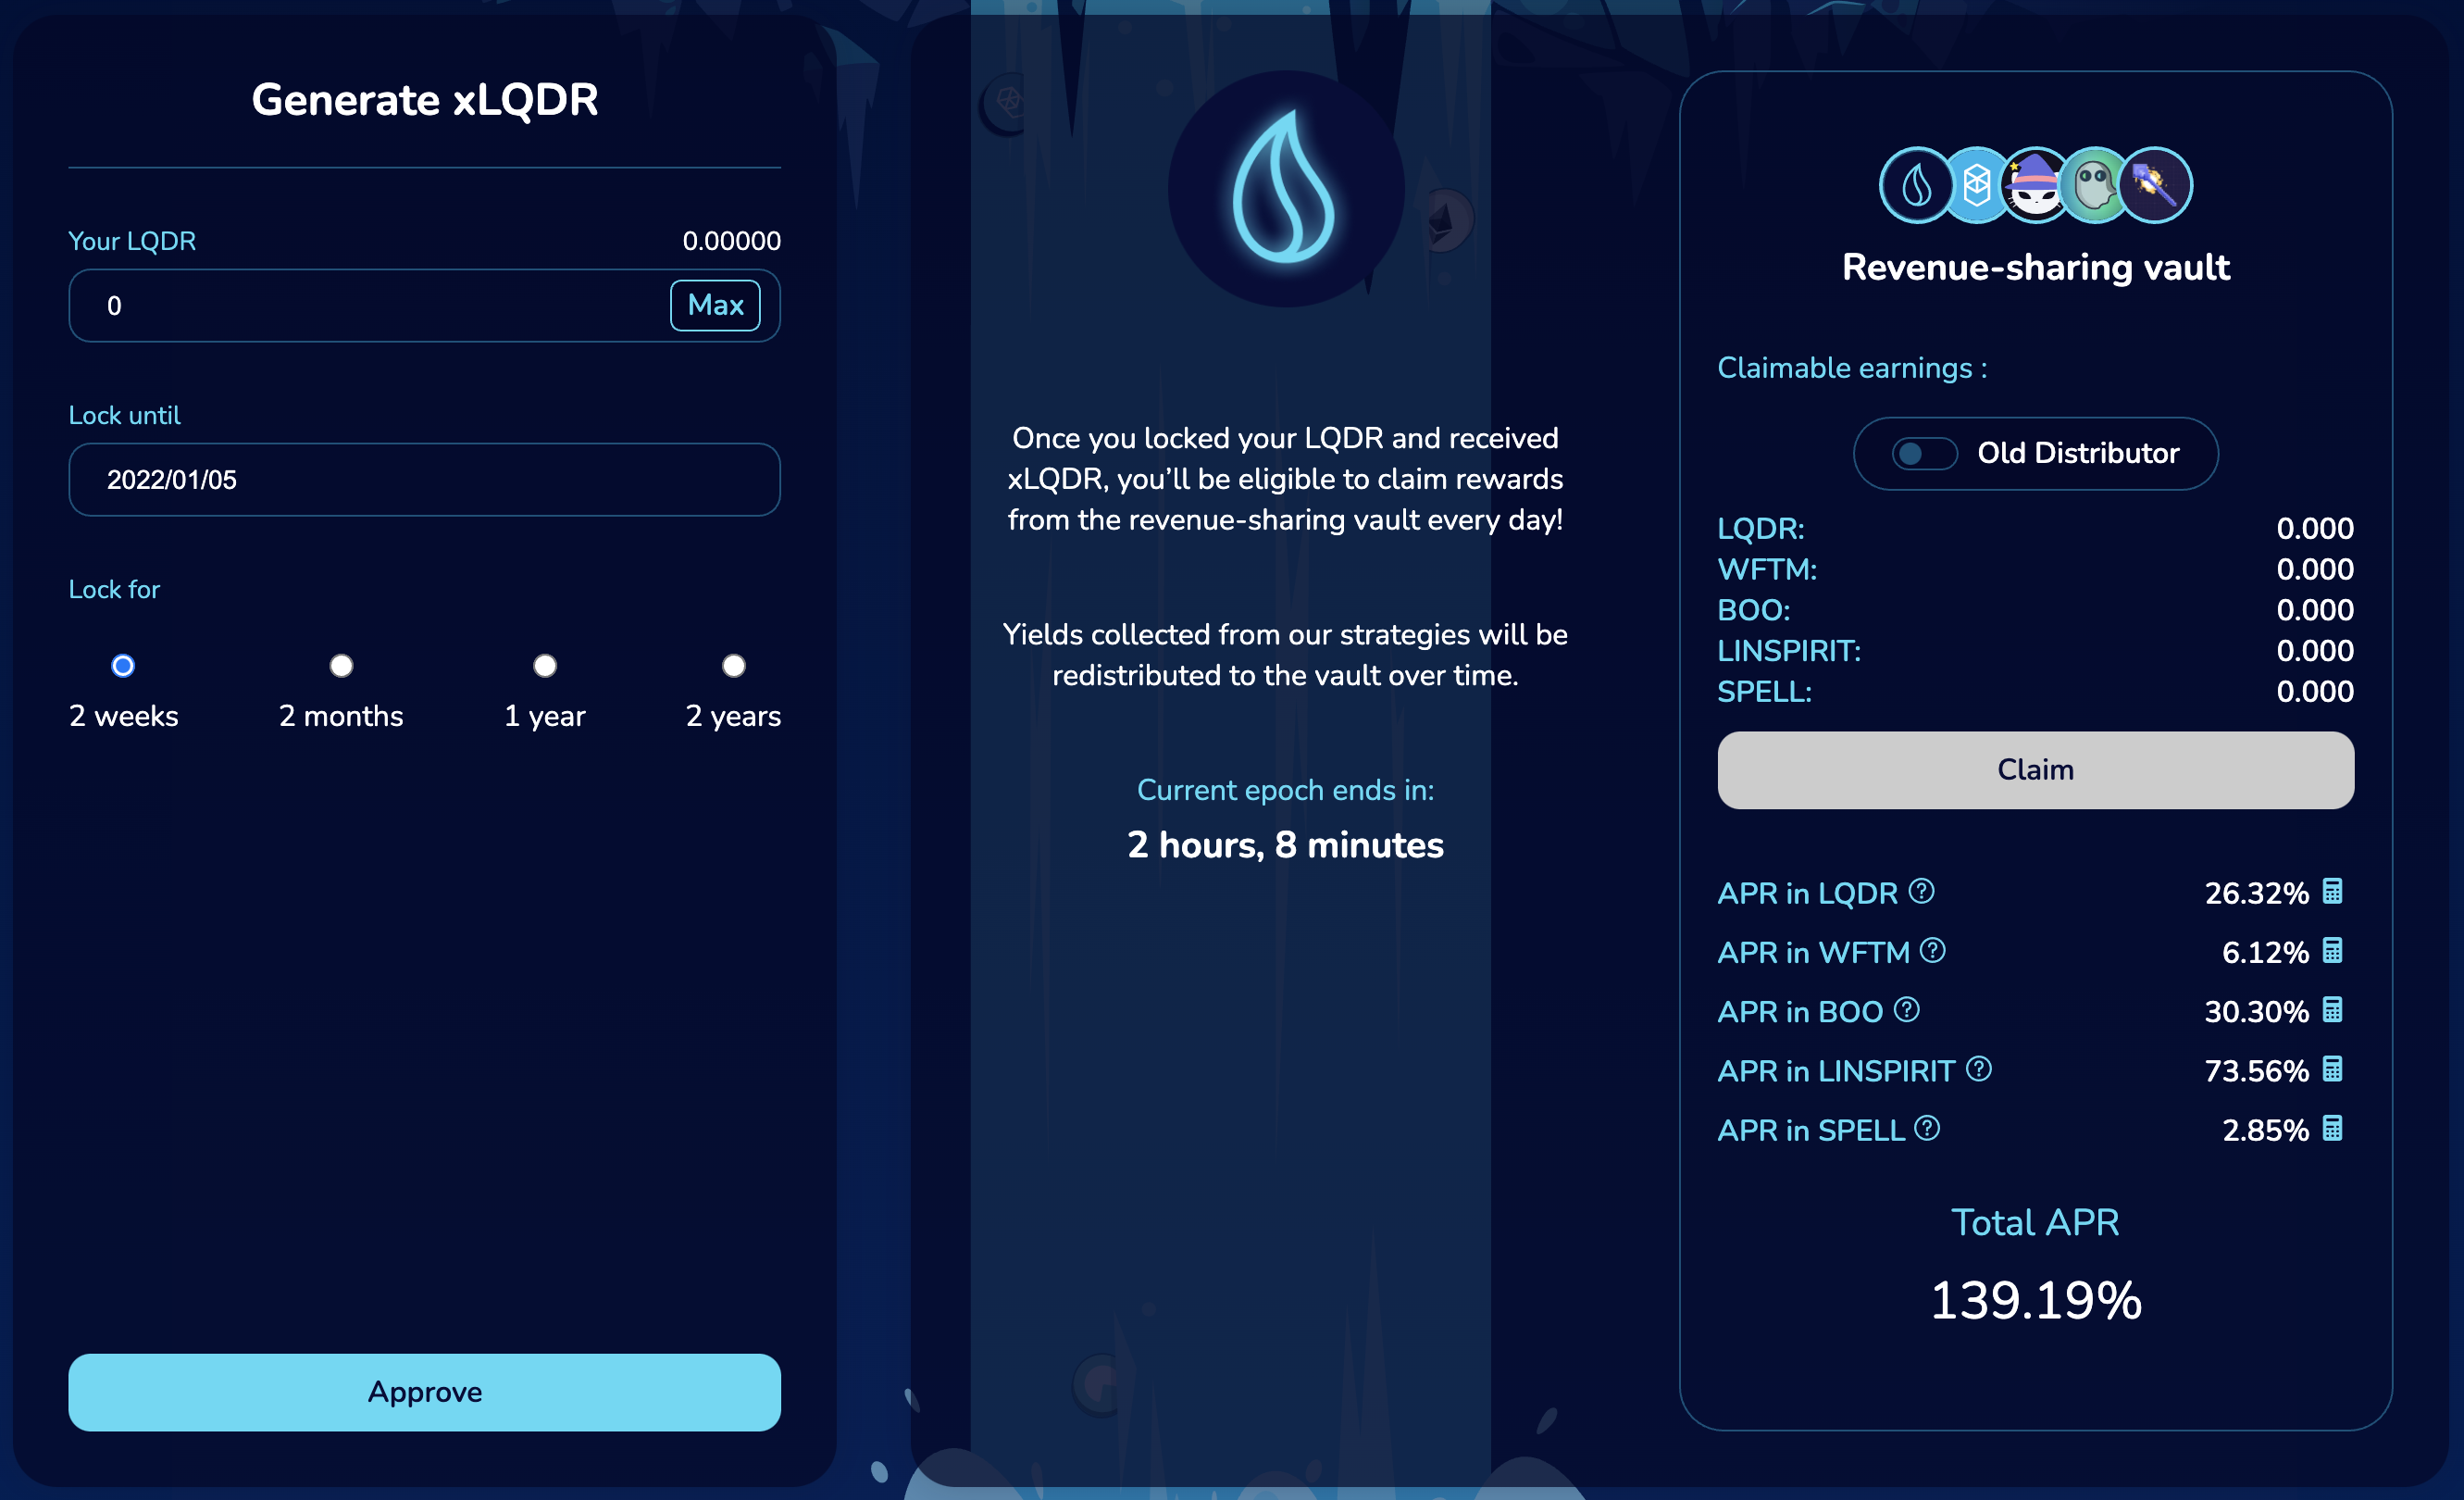 Generate xLQDR
Your LQDR 0.00000
0 Max
Lock until
2022/01/05
Lock for
2 weeks 2 months 1 year 2 years
Approve
Once you locked your LQDR and received
xLQDR, you’ll be eligible to claim rewards
from the revenue-sharing vault every day!
Yields collected from our strategies will be
redistributed to the vault over time.
Current epoch ends in:
2 hours, 8 minutes
Revenue-sharing vault
Claimable earnings :
Old Distributor
LQDR: 0.000
WFTM: 0.000
BOO: 0.000
LINSPIRIT: 0.000
SPELL: 0.000
Claim
APR in LQDR ? 26.32%
APR in WFTM ? 6.12%
APR in BOO ? 30.30%
APR in LINSPIRIT ? 73.56%
APR in SPELL ? 2.85%
Total APR
139.19%